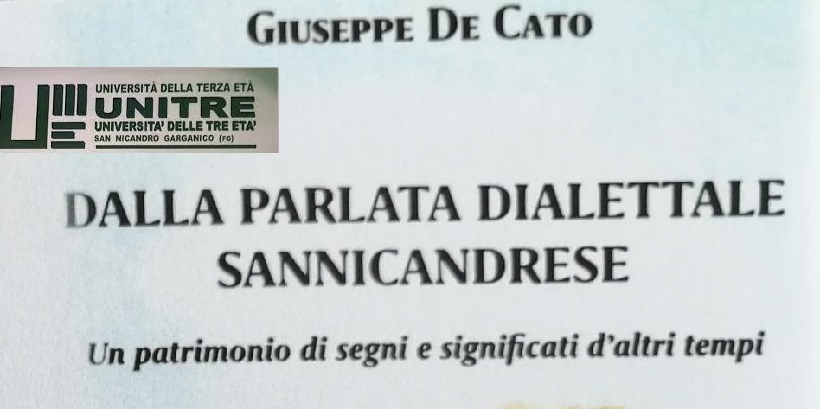 GIUSEPPE DE CATO
UNIVERSITÀ DELLA TERZA ETÀ
UNITRE
UNIVERSITA' DELLE TRE ETA'
SAN NICANDRO GARGANICO (FG)
DALLA PARLATA DIALETTALE
SANNICANDRESE
Un patrimonio di segni e significati d'altri tempi